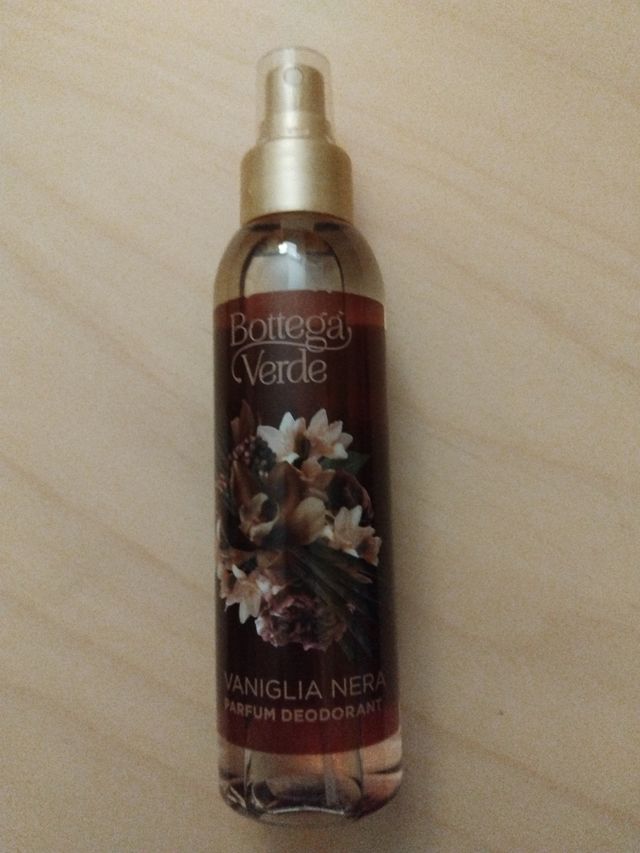 Bottega
Verde
VANIGLIA NERA
PARFUM DEODORANT